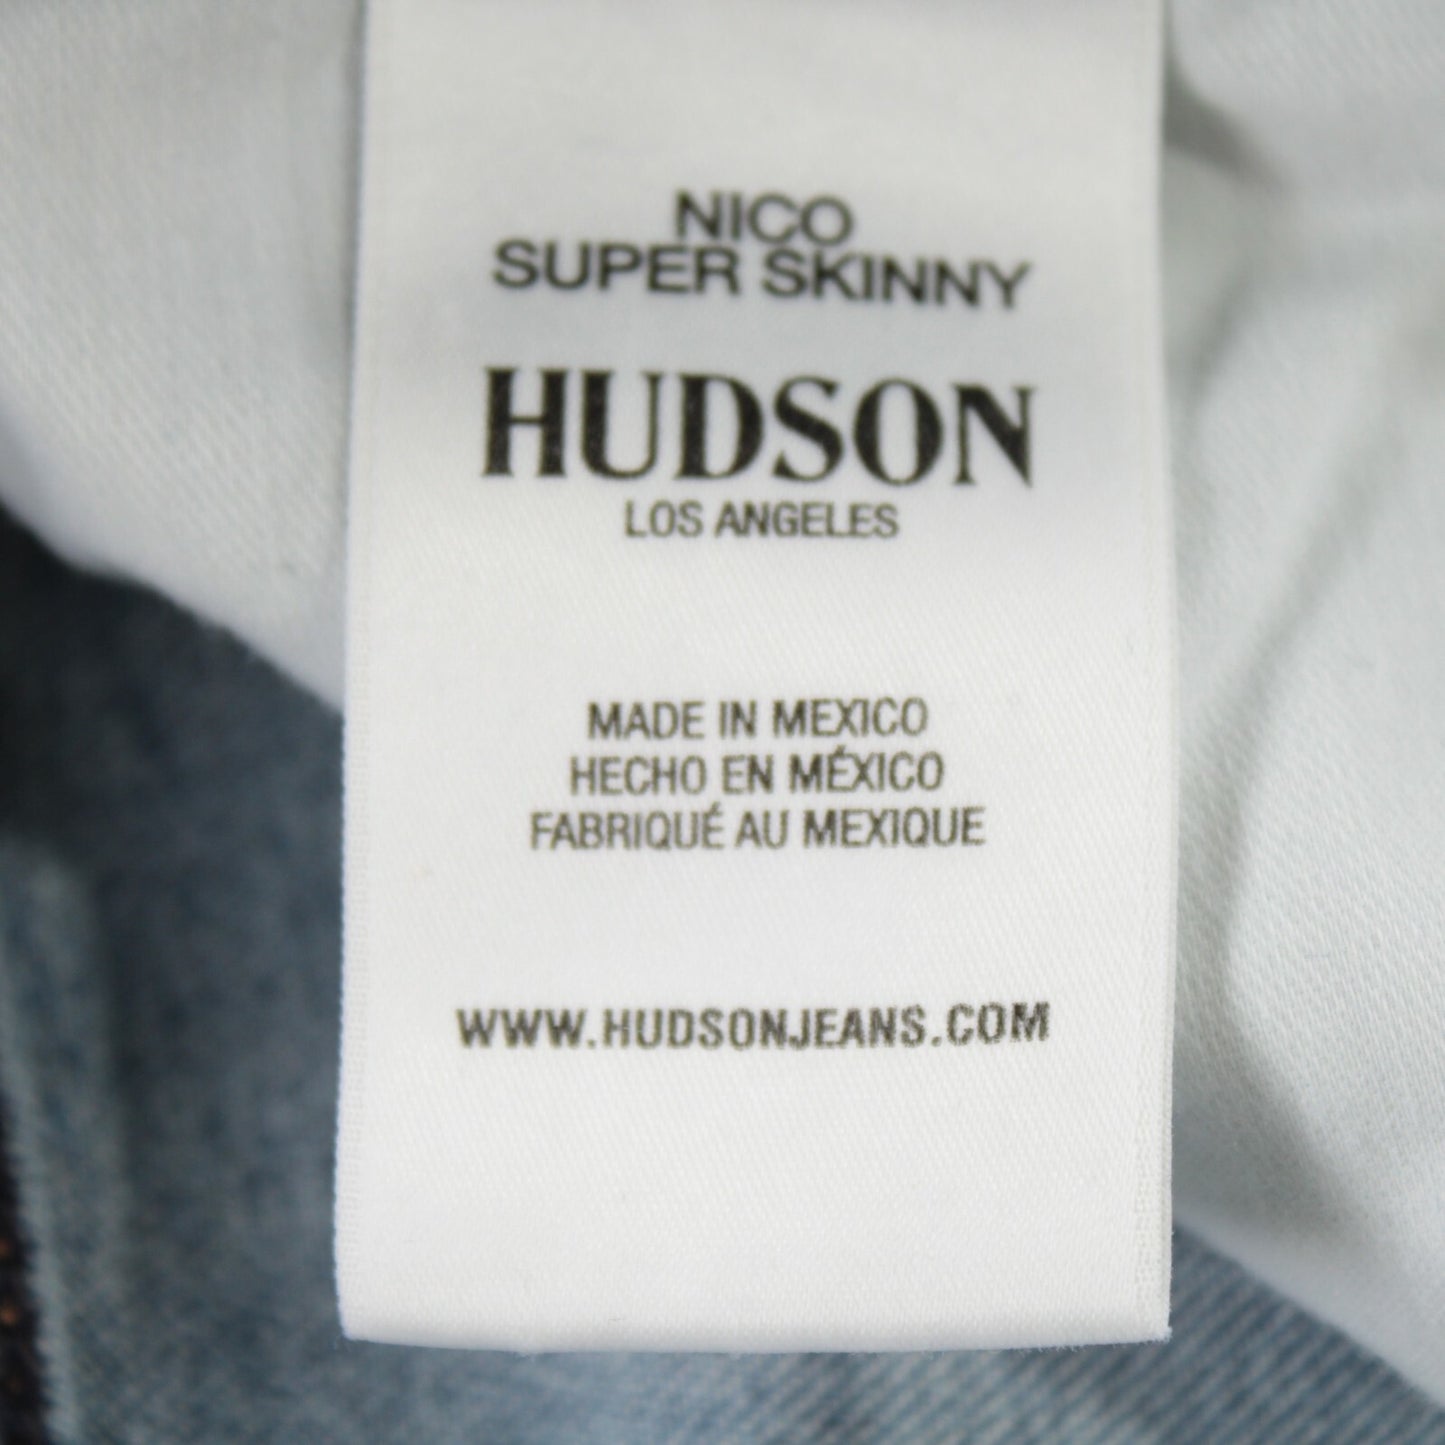 NICO
SUPER SKINNY
HUDSON
LOS ANGELES
MADE IN MEXICO
HECHO EN MÉXICO
FABRIQUÉ AU MEXIQUE
WWW.HUDSONJEANS.COM